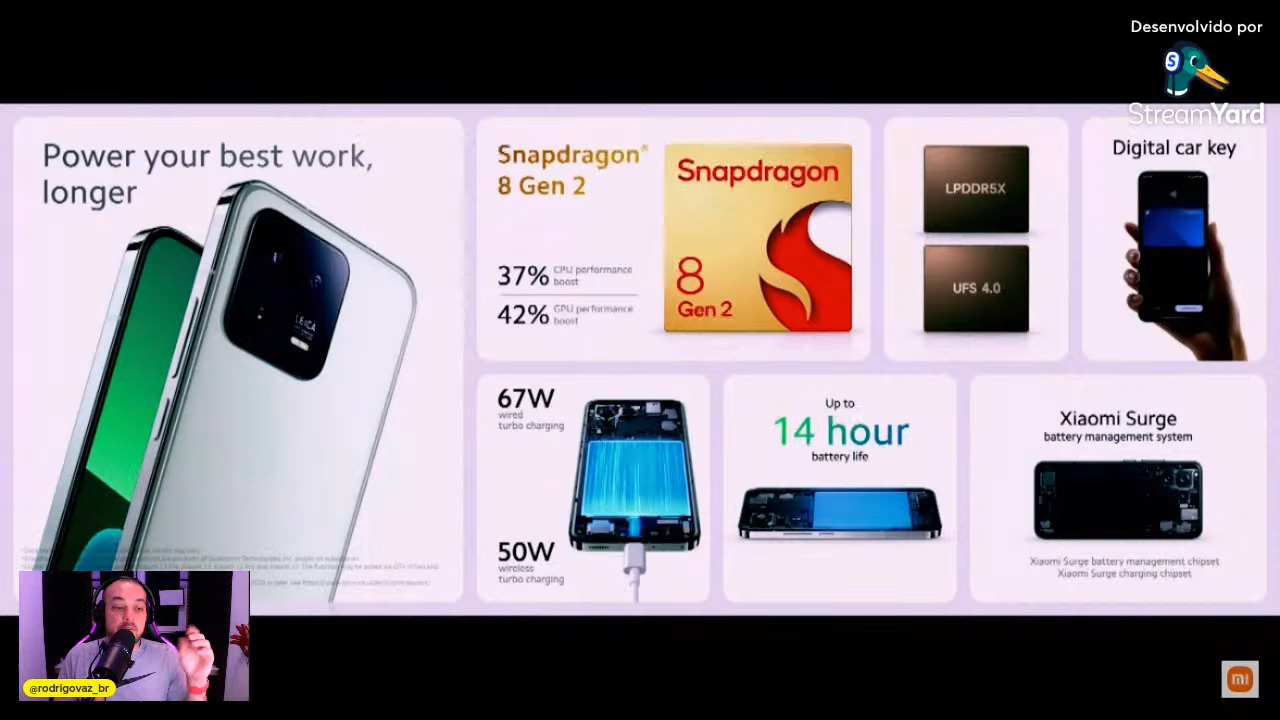 Desenvolvido por
StreamYard
Power your best work,
longer
LEICA
Snapdragon®
8 Gen 2
37% CPU performance
boost
42% GPU performance
boost
Snapdragon
8
Gen 2
LPDDR5X
UFS 4.0
Digital car key
67W
wired
turbo charging
50W
wireless
turbo charging
Up to
14 hour
battery life
Xiaomi Surge
battery management system
Xiaomi Surge battery management chipset
Xiaomi Surge charging chipset
@rodrigovaz_br
mi